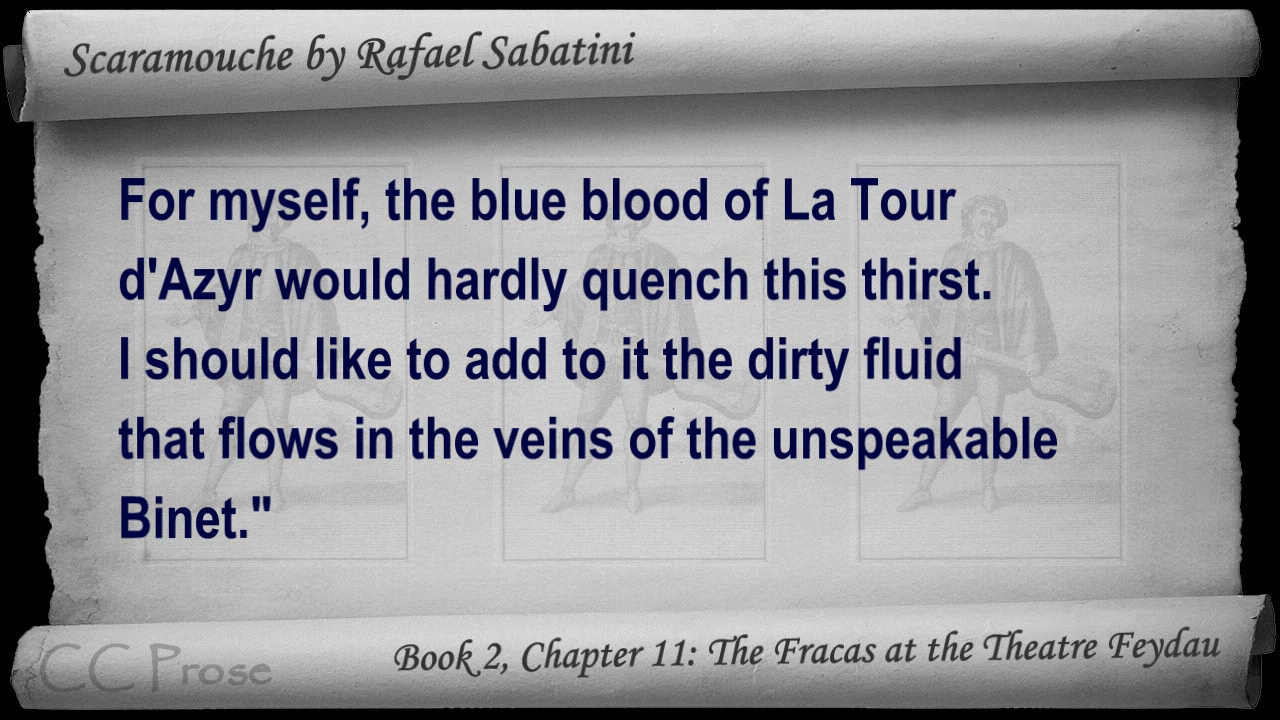 Scaramouche by Rafael Sabatini
For myself, the blue blood of La Tour
d'Azyr would hardly quench this thirst.
I should like to add to it the dirty fluid
that flows in the veins of the unspeakable
Binet."
CC Prose
Book 2, Chapter 11: The Fracas at the Theatre Feydau